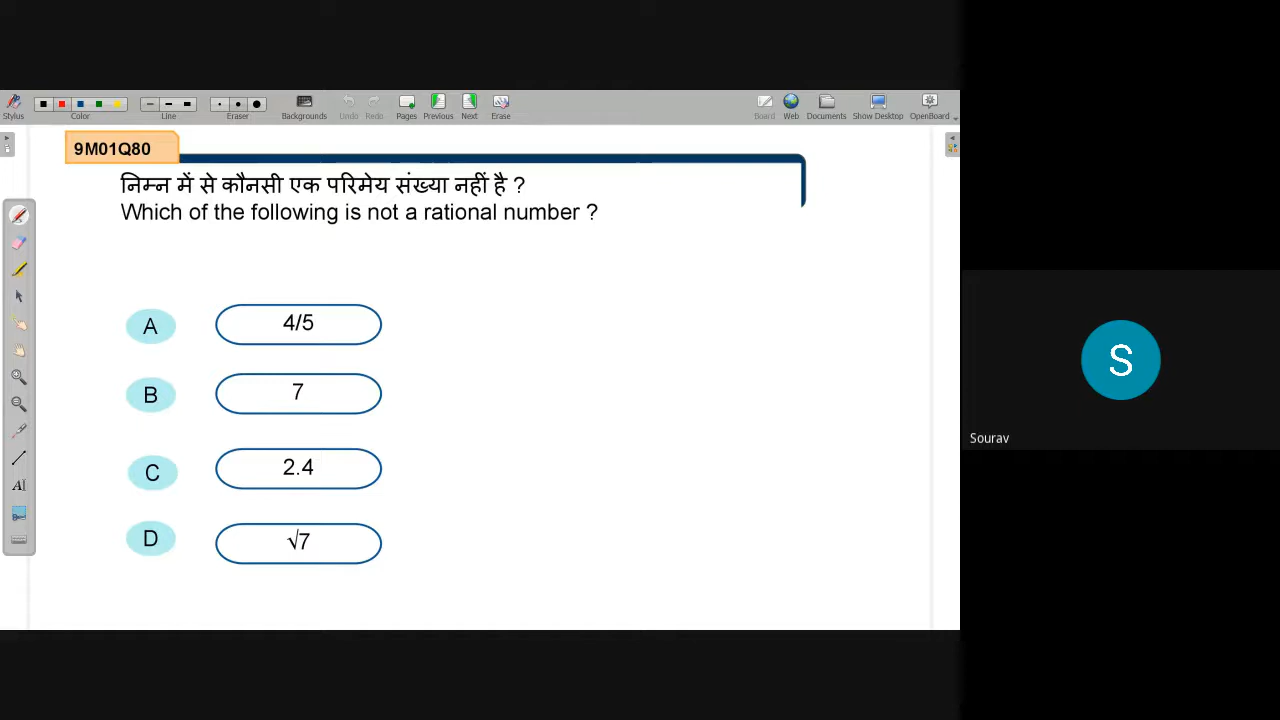 Stylus
Color
Line
Eraser
Backgrounds
Undo
Redo
Pages
Previous
Next
Erase
Board
Web
Documents
Show Desktop
OpenBoard
9M01Q80
निम्न में से कौनसी एक परिमेय संख्या नहीं है ?
Which of the following is not a rational number ?
A 4/5
B 7
C 2.4
D √7
S
Sourav